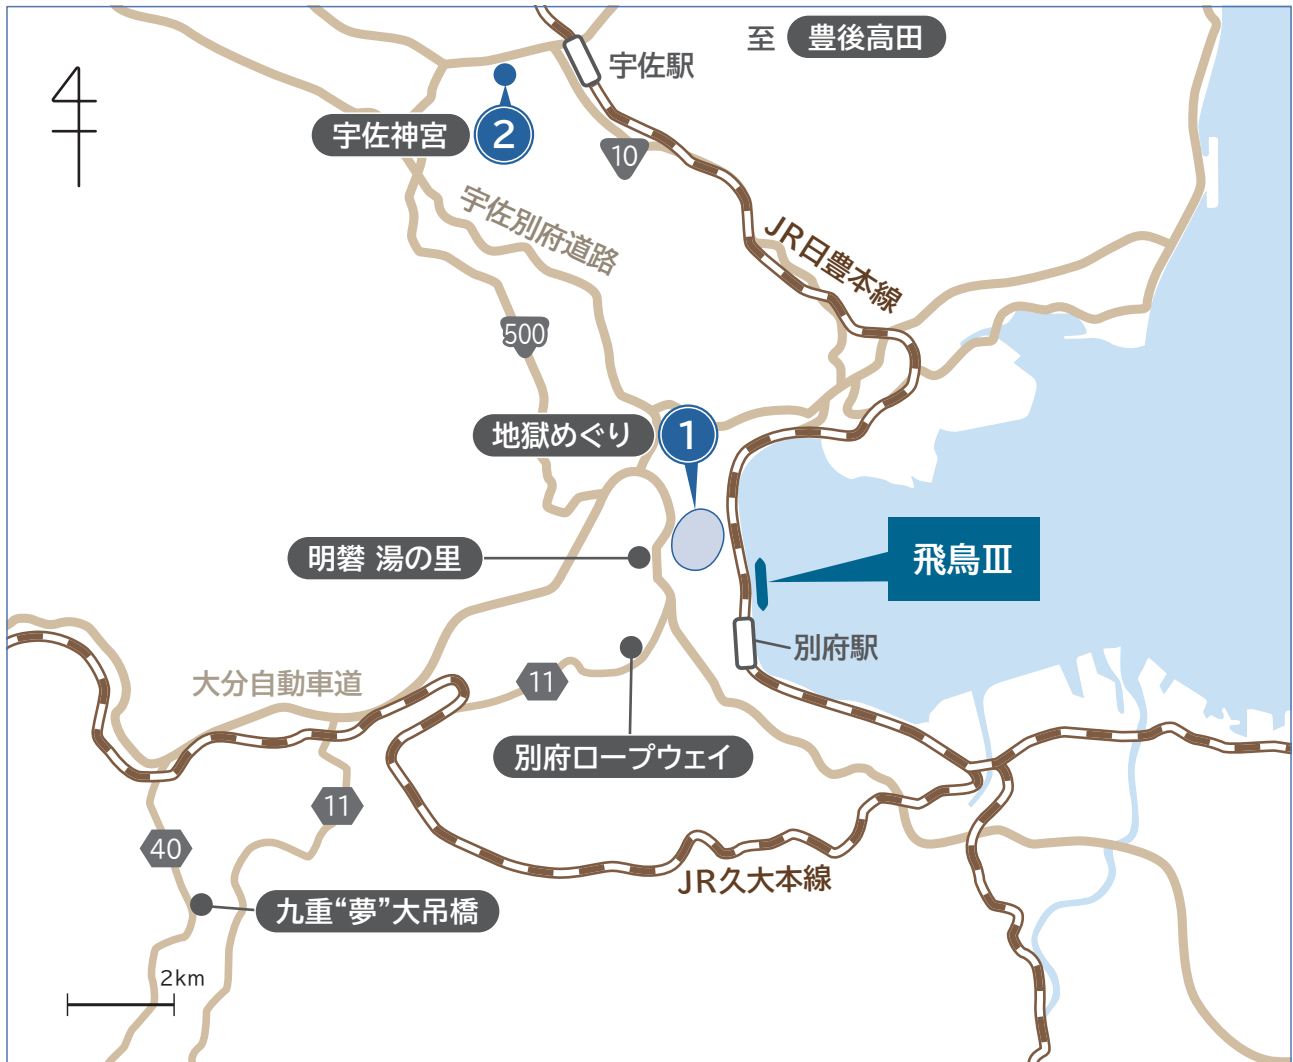 至 豊後高田
宇佐駅
宇佐神宮
2
10
宇佐別府道路
JR日豊本線
500
地獄めぐり
1
明礬 湯の里
飛鳥Ⅲ
別府駅
大分自動車道
11
別府ロープウェイ
11
40
JR久大本線
九重“夢”大吊橋
2km